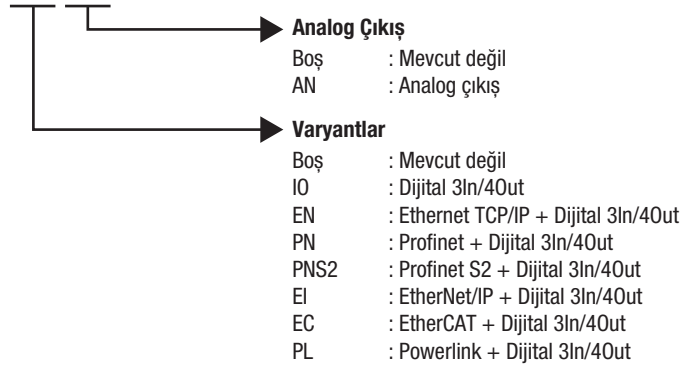 Analog Çıkış
Boş : Mevcut değil
AN : Analog çıkış
Varyantlar
Boş : Mevcut değil
IO : Dijital 3In/4Out
EN : Ethernet TCP/IP + Dijital 3In/4Out
PN : Profinet + Dijital 3In/4Out
PNS2 : Profinet S2 + Dijital 3In/4Out
EI : EtherNet/IP + Dijital 3In/4Out
EC : EtherCAT + Dijital 3In/4Out
PL : Powerlink + Dijital 3In/4Out